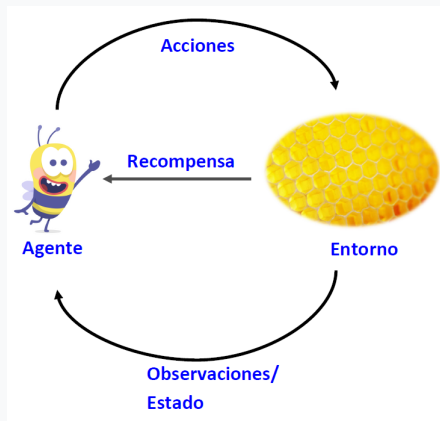 Acciones
Recompensa
Agente
Entorno
Observaciones/
Estado